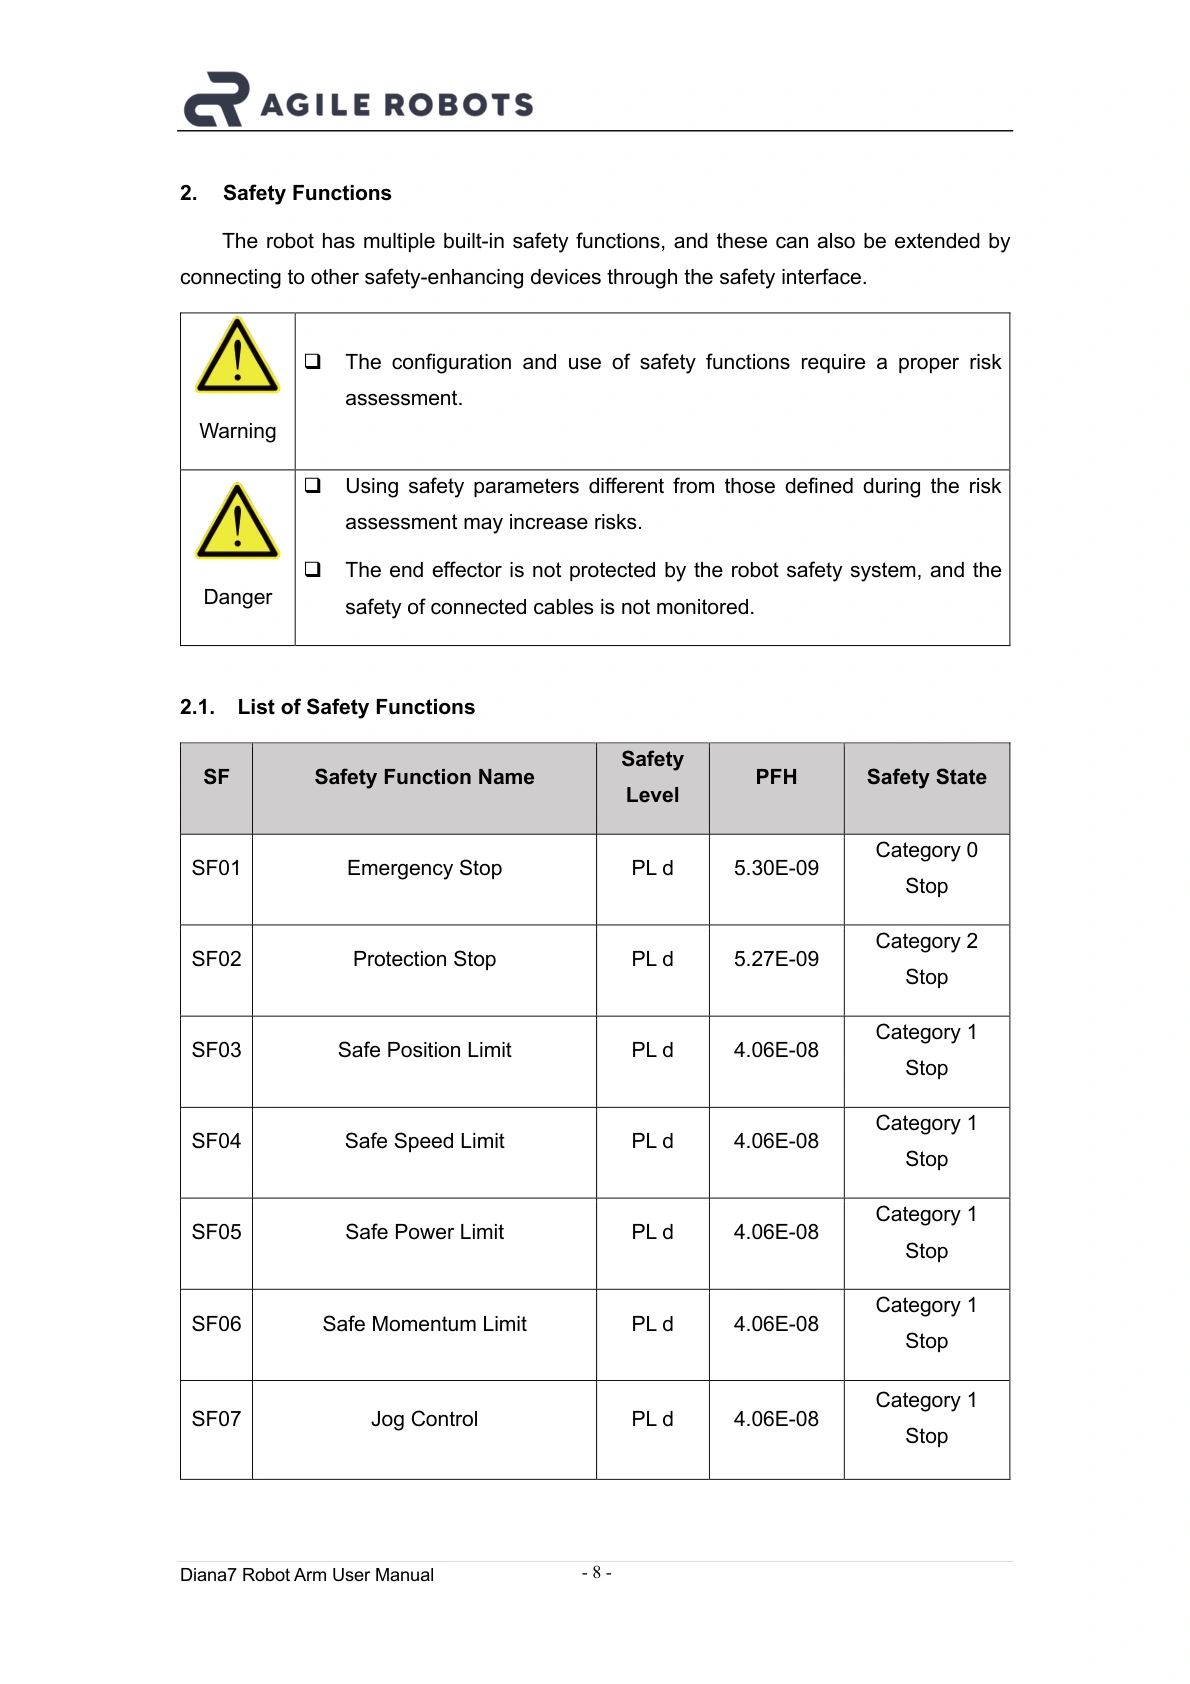 AGILE ROBOTS
2. Safety Functions
The robot has multiple built-in safety functions, and these can also be extended by
connecting to other safety-enhancing devices through the safety interface.
Warning
❑ The configuration and use of safety functions require a proper risk
assessment.
Danger
❑ Using safety parameters different from those defined during the risk
assessment may increase risks.
❑ The end effector is not protected by the robot safety system, and the
safety of connected cables is not monitored.
2.1. List of Safety Functions
SF Safety Function Name Safety Level PFH Safety State
SF01 Emergency Stop PL d 5.30E-09 Category 0 Stop
SF02 Protection Stop PL d 5.27E-09 Category 2 Stop
SF03 Safe Position Limit PL d 4.06E-08 Category 1 Stop
SF04 Safe Speed Limit PL d 4.06E-08 Category 1 Stop
SF05 Safe Power Limit PL d 4.06E-08 Category 1 Stop
SF06 Safe Momentum Limit PL d 4.06E-08 Category 1 Stop
SF07 Jog Control PL d 4.06E-08 Category 1 Stop
Diana7 Robot Arm User Manual - 8 -